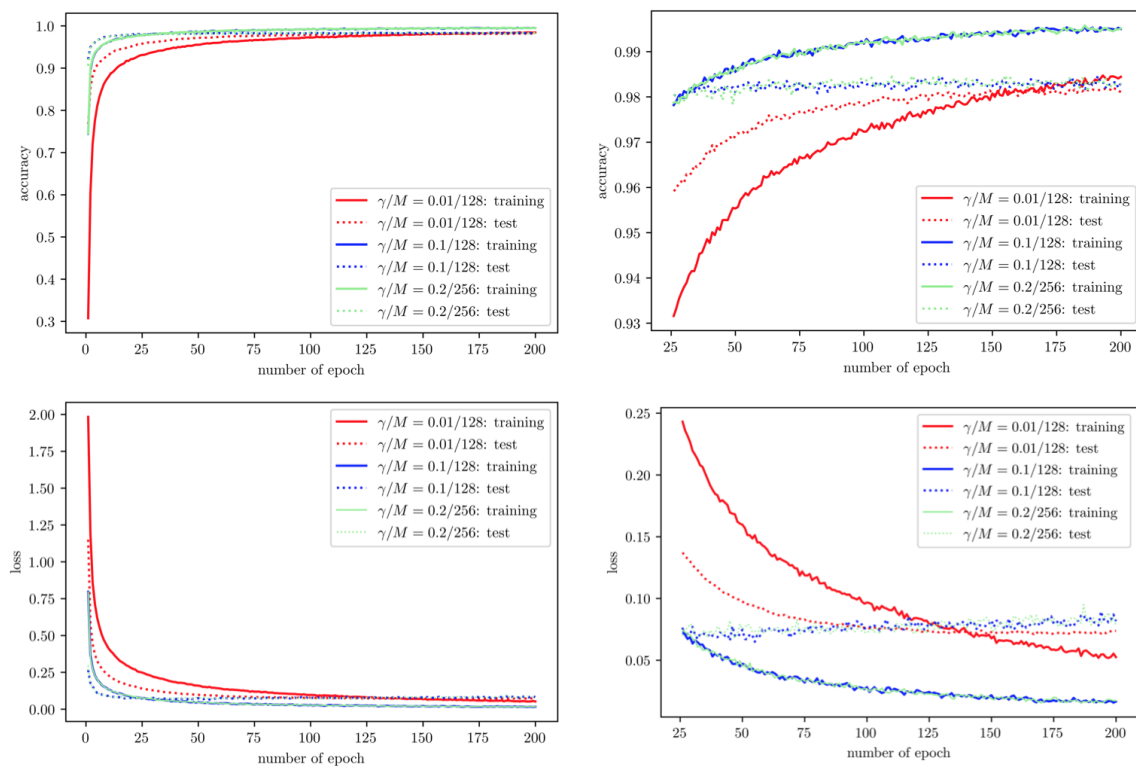 1.0
0.9
0.8
0.7
0.6
0.5
0.4
0.3
accuracy
γ/M = 0.01/128: training
γ/M = 0.01/128: test
γ/M = 0.1/128: training
γ/M = 0.1/128: test
γ/M = 0.2/256: training
γ/M = 0.2/256: test
0 25 50 75 100 125 150 175 200
number of epoch
0.99
0.98
0.97
0.96
0.95
0.94
0.93
accuracy
γ/M = 0.01/128: training
γ/M = 0.01/128: test
γ/M = 0.1/128: training
γ/M = 0.1/128: test
γ/M = 0.2/256: training
γ/M = 0.2/256: test
25 50 75 100 125 150 175 200
number of epoch
2.00
1.75
1.50
1.25
1.00
0.75
0.50
0.25
0.00
loss
γ/M = 0.01/128: training
γ/M = 0.01/128: test
γ/M = 0.1/128: training
γ/M = 0.1/128: test
γ/M = 0.2/256: training
γ/M = 0.2/256: test
0 25 50 75 100 125 150 175 200
number of epoch
0.25
0.20
0.15
0.10
0.05
loss
γ/M = 0.01/128: training
γ/M = 0.01/128: test
γ/M = 0.1/128: training
γ/M = 0.1/128: test
γ/M = 0.2/256: training
γ/M = 0.2/256: test
25 50 75 100 125 150 175 200
number of epoch